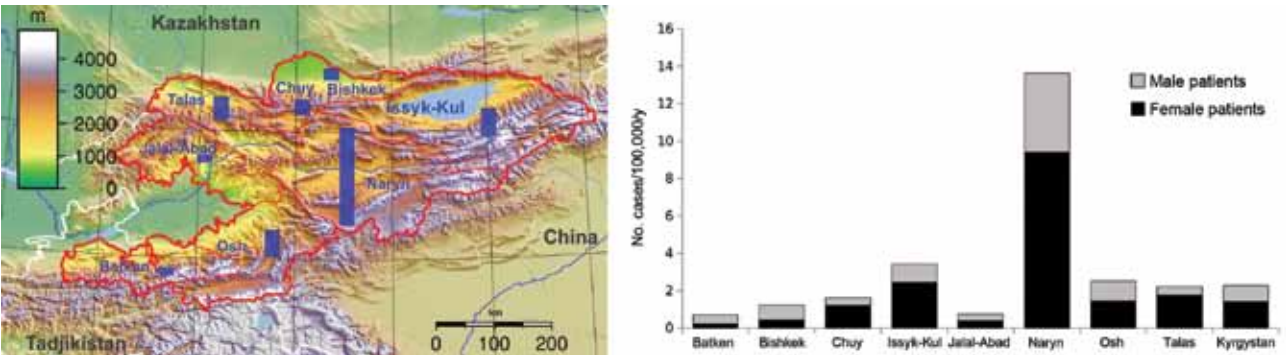 m
4000
3000
2000
1000
0
Kazakhstan
Talas
Chuy
Bishkek
Issyk-Kul
Jalal-Abad
Naryn
Osh
Batken
China
Tadjikistan
km
0 100 200
No. cases/100,000/y
16
14
12
10
8
6
4
2
0
Male patients
Female patients
Batken Bishkek Chuy Issyk-Kul Jalal-Abad Naryn Osh Talas Kyrgystan